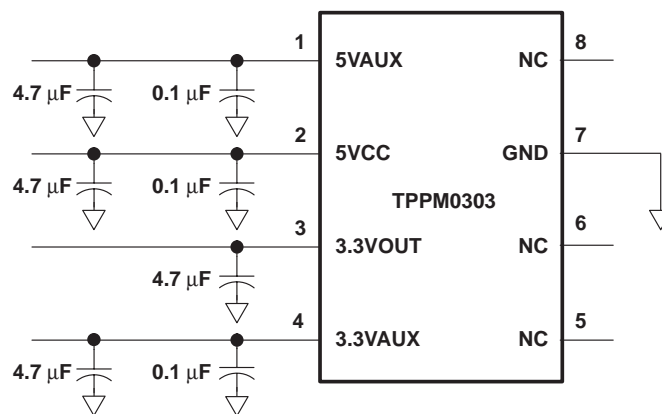 1 5VAUX NC 8
4.7 μF 0.1 μF
2 5VCC GND 7
4.7 μF 0.1 μF
TPPM0303
3 3.3VOUT NC 6
4.7 μF
4 3.3VAUX NC 5
4.7 μF 0.1 μF